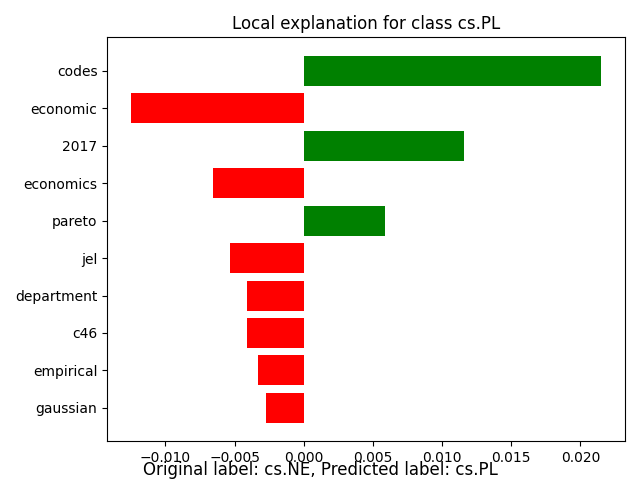 Local explanation for class cs.PL
codes
economic
2017
economics
pareto
jel
department
c46
empirical
gaussian
−0.010 −0.005 0.000 0.005 0.010 0.015 0.020
Original label: cs.NE, Predicted label: cs.PL